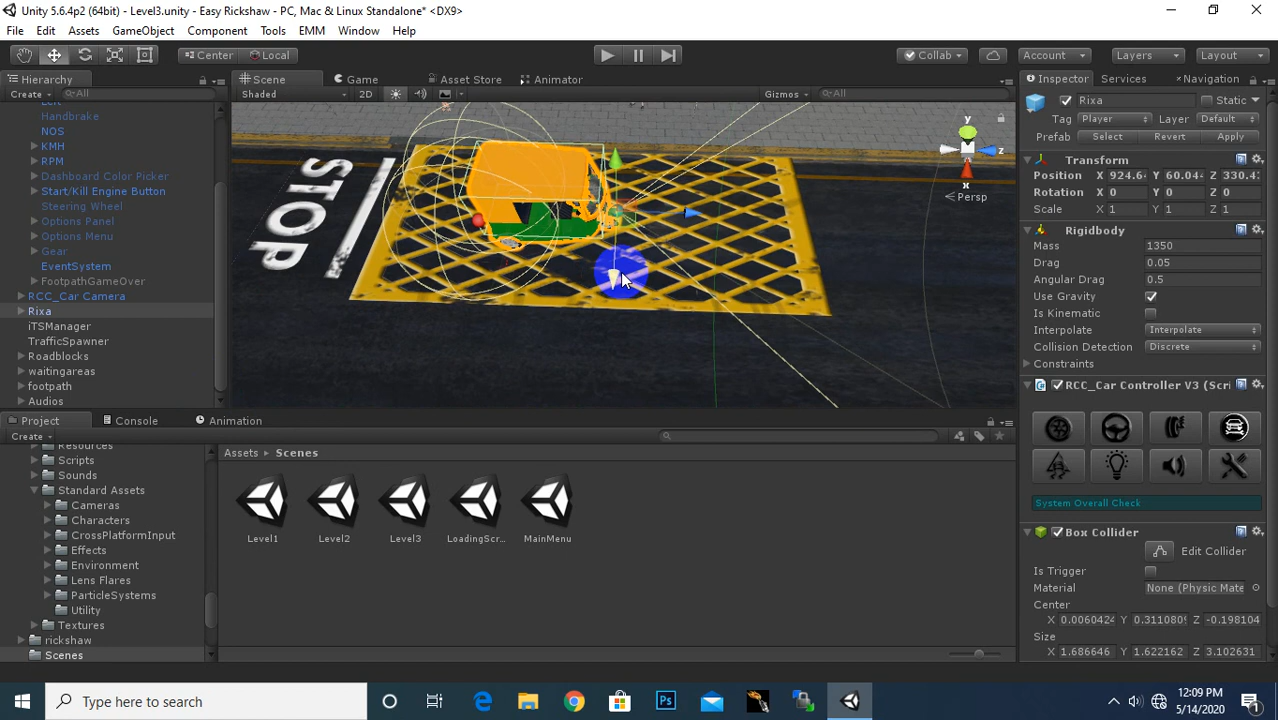 Unity 5.6.4p2 (64bit) - Level3.unity - Easy Rickshaw - PC, Mac & Linux Standalone* <DX9>
File Edit Assets GameObject Component Tools EMM Window Help
Center Local Collab Account Layers Layout
Hierarchy Scene Game Asset Store Animator Inspector Services Navigation
Create All Shaded 2D Gizmos All Rixa Static
Left
Handbrake
NOS
KMH
RPM
Dashboard Color Picker
Start/Kill Engine Button
Steering Wheel
Options Panel
Options Menu
Gear
EventSystem
FootpathGameOver
RCC_Car Camera
Rixa
iTSManager
TrafficSpawner
Roadblocks
waitingareas
footpath
Audios
STOP
y
z
x
Persp
Tag Player Layer Default
Prefab Select Revert Apply
Transform
Position X 924.6 Y 60.04 Z 330.4
Rotation X 0 Y 0 Z 0
Scale X 1 Y 1 Z 1
Rigidbody
Mass 1350
Drag 0.05
Angular Drag 0.5
Use Gravity
Is Kinematic
Interpolate Interpolate
Collision Detection Discrete
Constraints
RCC_Car Controller V3 (Scri
System Overall Check
Box Collider
Edit Collider
Is Trigger
Material None (Physic Mate
Center
X 0.0060424 Y 0.3110809 Z -0.198104
Size
X 1.686646 Y 1.622162 Z 3.102631
Project Console Animation
Create
Resources
Scripts
Sounds
Standard Assets
Cameras
Characters
CrossPlatformInput
Effects
Environment
Lens Flares
ParticleSystems
Utility
Textures
rickshaw
Scenes
Assets Scenes
Level1 Level2 Level3 LoadingScr... MainMenu
Type here to search
Ps
12:09 PM
5/14/2020
1